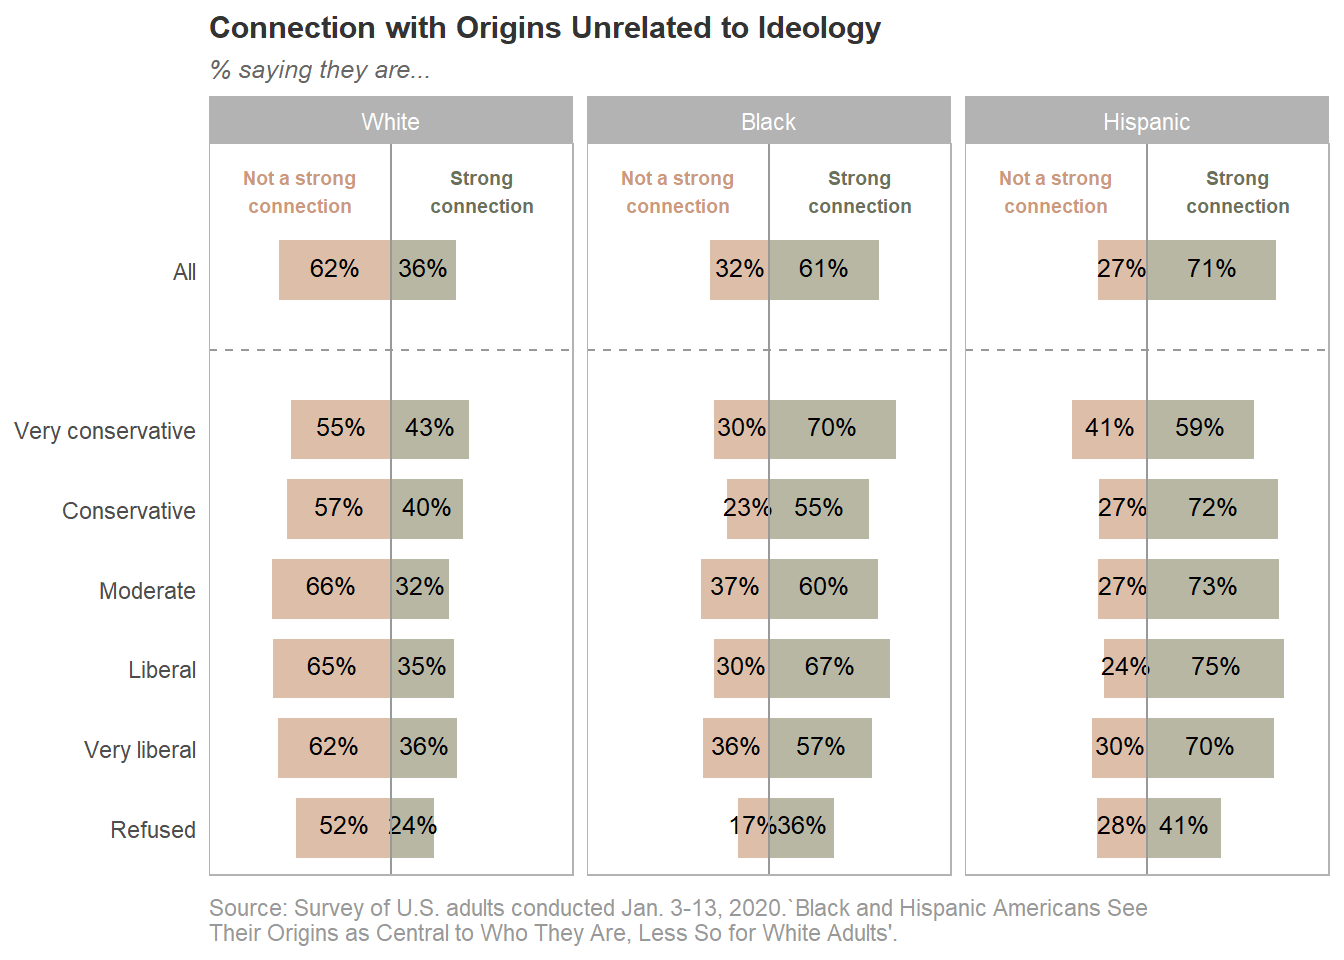 Connection with Origins Unrelated to Ideology
% saying they are...
White Black Hispanic
Not a strong Strong Not a strong Strong Not a strong Strong
connection connection connection connection connection connection
All 62% 36% 32% 61% 27% 71%
Very conservative 55% 43% 30% 70% 41% 59%
Conservative 57% 40% 23% 55% 27% 72%
Moderate 66% 32% 37% 60% 27% 73%
Liberal 65% 35% 30% 67% 24% 75%
Very liberal 62% 36% 36% 57% 30% 70%
Refused 52% 24% 17% 36% 28% 41%
Source: Survey of U.S. adults conducted Jan. 3-13, 2020.`Black and Hispanic Americans See
Their Origins as Central to Who They Are, Less So for White Adults'.